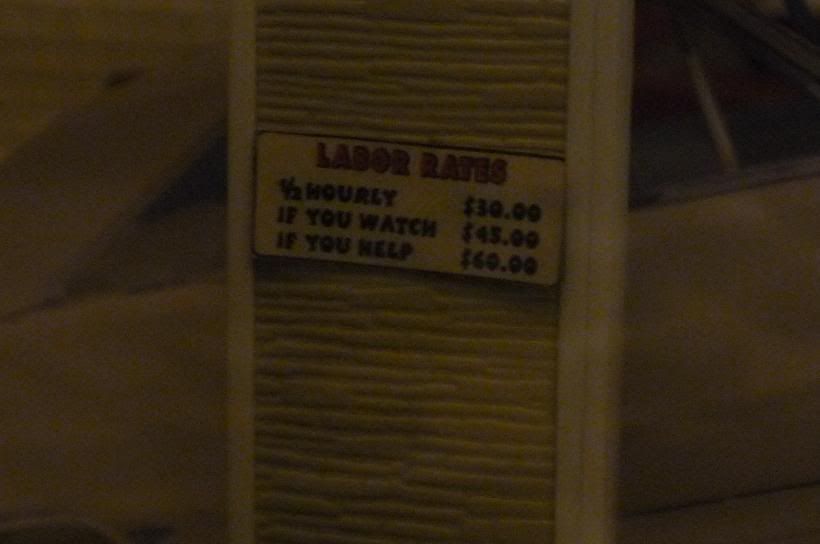 LABOR RATES
½ HOURLY $30.00
IF YOU WATCH $45.00
IF YOU HELP $60.00